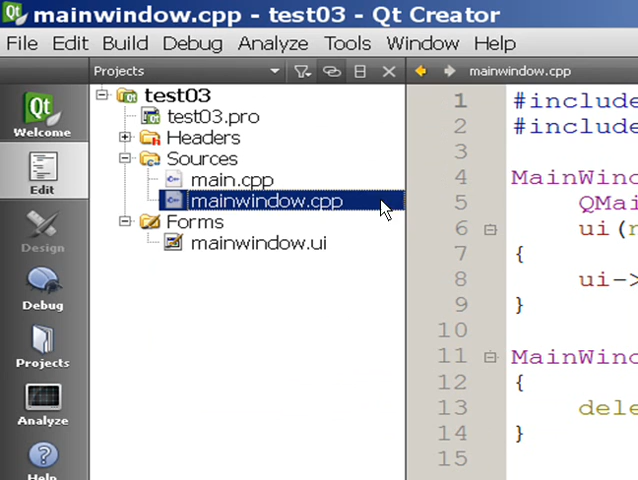 mainwindow.cpp - test03 - Qt Creator
File Edit Build Debug Analyze Tools Window Help
Projects
mainwindow.cpp
Qt
Welcome
Edit
Design
Debug
Projects
Analyze
Help
test03
Qt test03.pro
Headers
Sources
main.cpp
mainwindow.cpp
Forms
mainwindow.ui
1 #include
2 #include
3
4 MainWind
5 QMai
6 ui(n
7 {
8 ui->
9 }
10
11 MainWind
12 {
13 dele
14 }
15